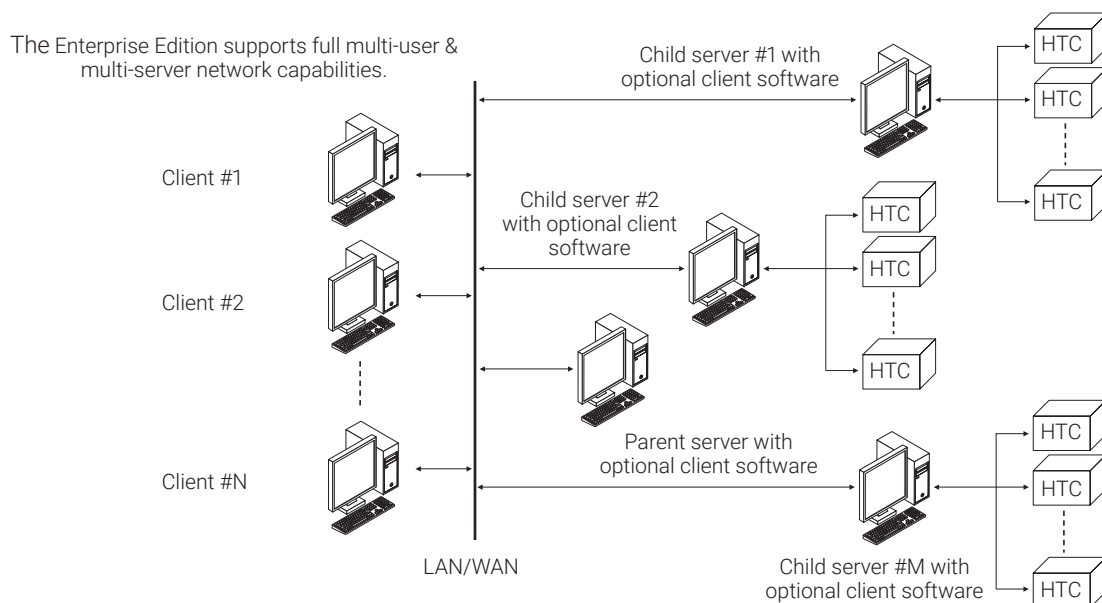 The Enterprise Edition supports full multi-user &
multi-server network capabilities.
Client #1
Client #2
Client #N
LAN/WAN
Child server #1 with
optional client software
HTC
HTC
HTC
Child server #2
with optional client
software
HTC
HTC
HTC
Parent server with
optional client software
Child server #M with
optional client software
HTC
HTC
HTC